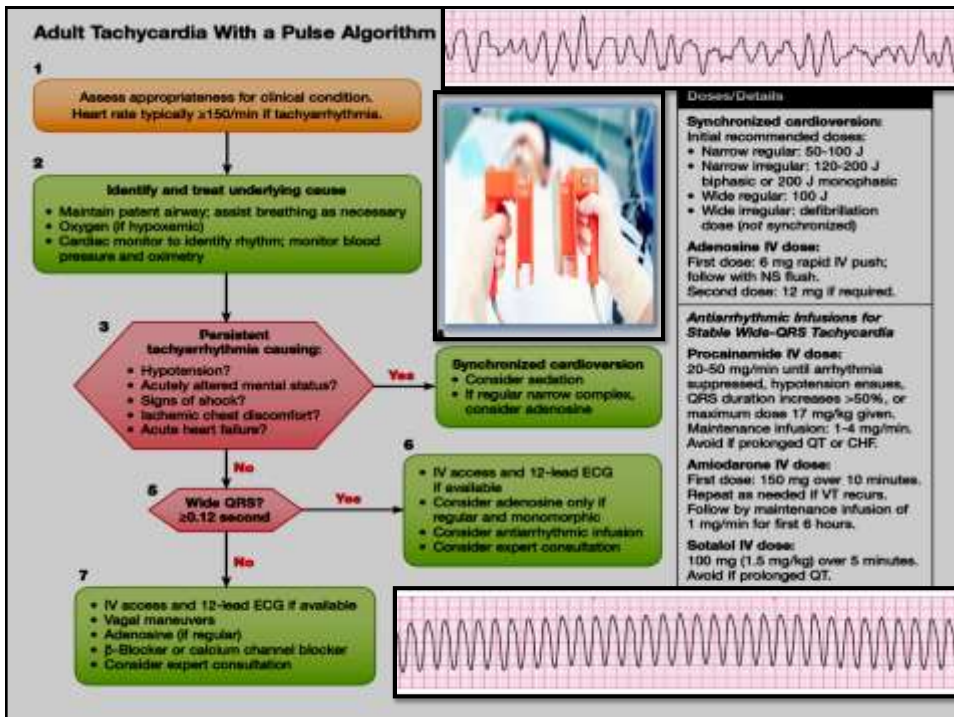 Adult Tachycardia With a Pulse Algorithm
1
Assess appropriateness for clinical condition.
Heart rate typically ≥150/min if tachyarrhythmia.
2
Identify and treat underlying cause
• Maintain patent airway; assist breathing as necessary
• Oxygen (if hypoxemic)
• Cardiac monitor to identify rhythm; monitor blood
pressure and oximetry
3
Persistent
tachyarrhythmia causing:
• Hypotension?
• Acutely altered mental status?
• Signs of shock?
• Ischemic chest discomfort?
• Acute heart failure?
Yes
Synchronized cardioversion
• Consider sedation
• If regular narrow complex,
consider adenosine
No
5
Wide QRS?
≥0.12 second
Yes
6
• IV access and 12-lead ECG
if available
• Consider adenosine only if
regular and monomorphic
• Consider antiarrhythmic infusion
• Consider expert consultation
No
7
• IV access and 12-lead ECG if available
• Vagal maneuvers
• Adenosine (if regular)
• β-Blocker or calcium channel blocker
• Consider expert consultation
Doses/Details
Synchronized cardioversion:
Initial recommended doses:
• Narrow regular: 50-100 J
• Narrow irregular: 120-200 J
biphasic or 200 J monophasic
• Wide regular: 100 J
• Wide irregular: defibrillation
dose (not synchronized)
Adenosine IV dose:
First dose: 6 mg rapid IV push;
follow with NS flush.
Second dose: 12 mg if required.
Antiarrhythmic Infusions for
Stable Wide-QRS Tachycardia
Procainamide IV dose:
20-50 mg/min until arrhythmia
suppressed, hypotension ensues,
QRS duration increases >50%, or
maximum dose 17 mg/kg given.
Maintenance infusion: 1-4 mg/min.
Avoid if prolonged QT or CHF.
Amiodarone IV dose:
First dose: 150 mg over 10 minutes.
Repeat as needed if VT recurs.
Follow by maintenance infusion of
1 mg/min for first 6 hours.
Sotalol IV dose:
100 mg (1.5 mg/kg) over 5 minutes.
Avoid if prolonged QT.